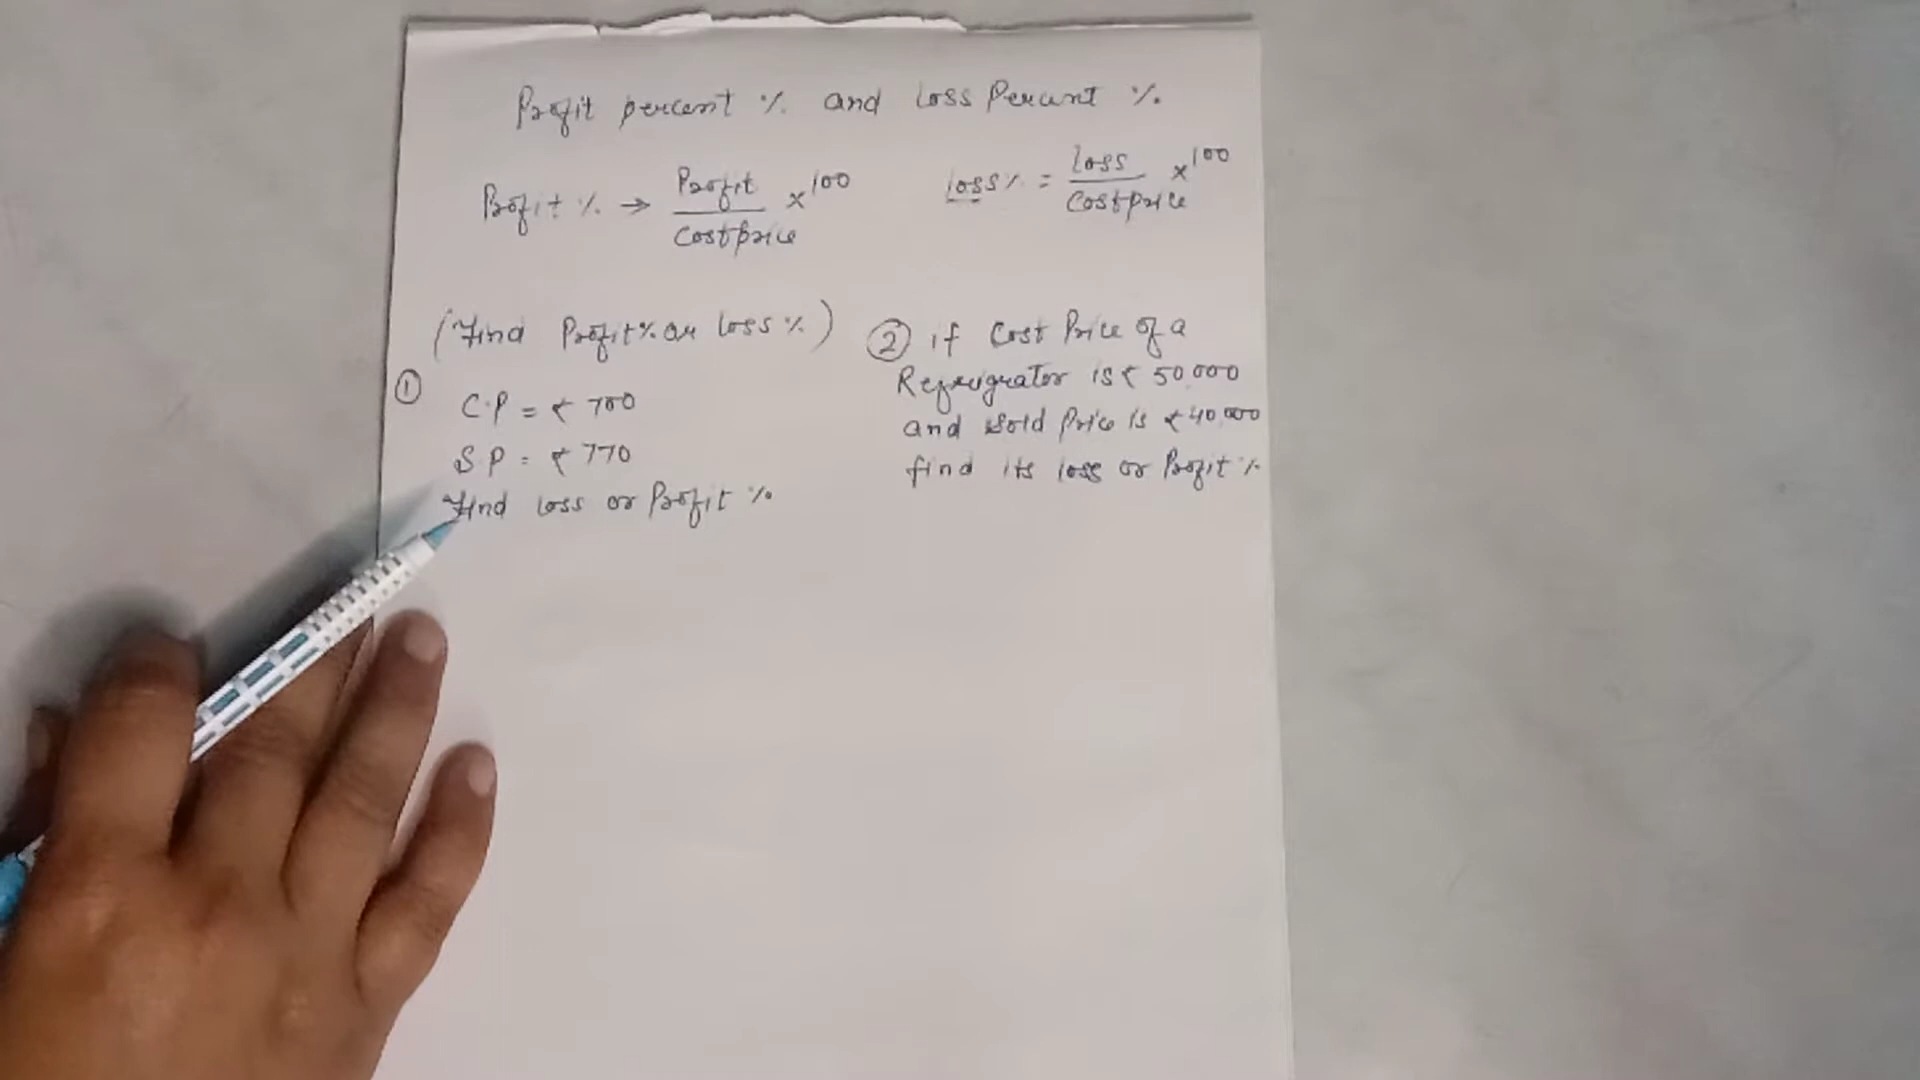 Profit percent % and Loss Percent %
Profit % → Profit/Cost price × 100
Loss % = Loss/Cost price × 100
(Find Profit % or Loss %)
① C.P = ₹ 700
S.P = ₹ 770
Find loss or Profit %
② if Cost Price of a
Refrigrator is ₹ 50,000
and Sold Price is ₹ 40,000
find its loss or Profit %